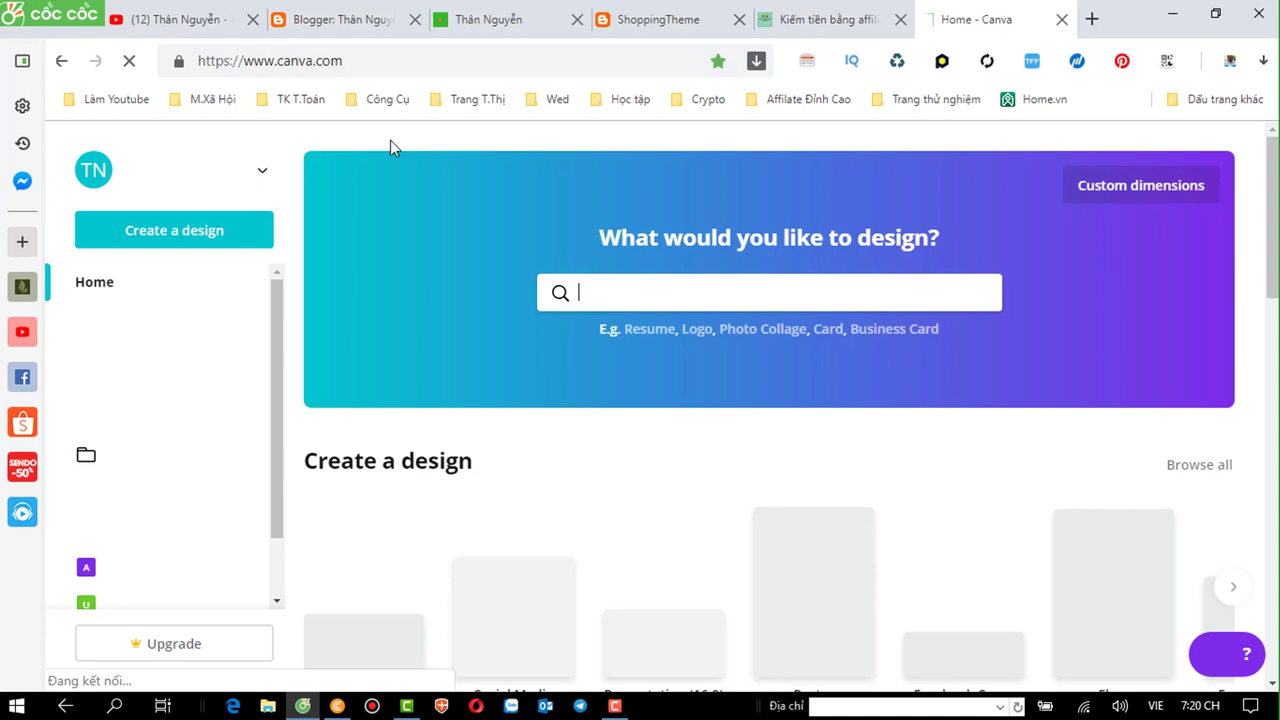 cốc cốc
(12) Thân Nguyễn -
Blogger: Thân Nguyễ
Thân Nguyễn
ShoppingTheme
Kiếm tiền bằng affili
Home - Canva
https://www.canva.com
IQ
TFF
Làm Youtube
M.Xã Hội
TK T.Toán
Công Cụ
Trang T.Thị
Wed
Học tập
Crypto
Affilate Đỉnh Cao
Trang thử nghiệm
Home.vn
Dấu trang khác
TN
Custom dimensions
Create a design
What would you like to design?
Home
E.g. Resume, Logo, Photo Collage, Card, Business Card
Create a design
Browse all
SENDO
-50%
A
U
Upgrade
?
Đang kết nối...
Địa chỉ
VIE
7:20 CH